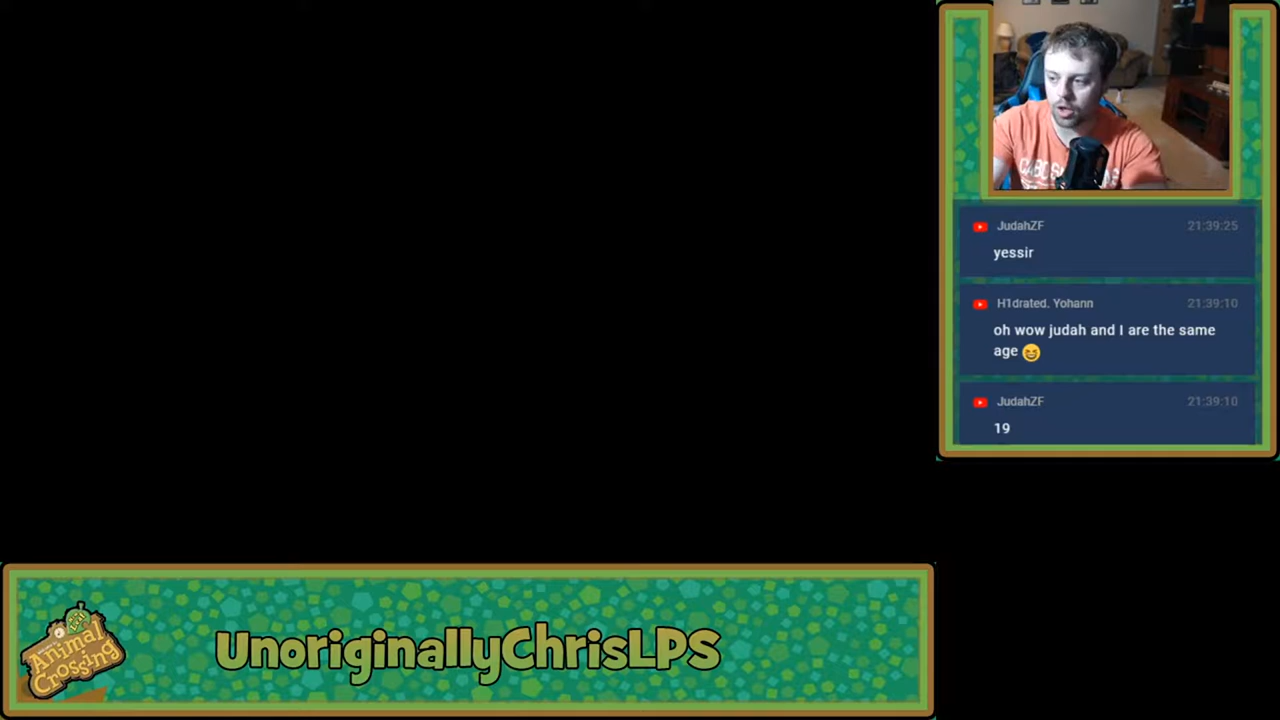 JudahZF 21:39:25
yessir
H1drated. Yohann 21:39:10
oh wow judah and I are the same
age 😆
JudahZF 21:39:10
19
Animal
Crossing
UnoriginallyChrisLPS